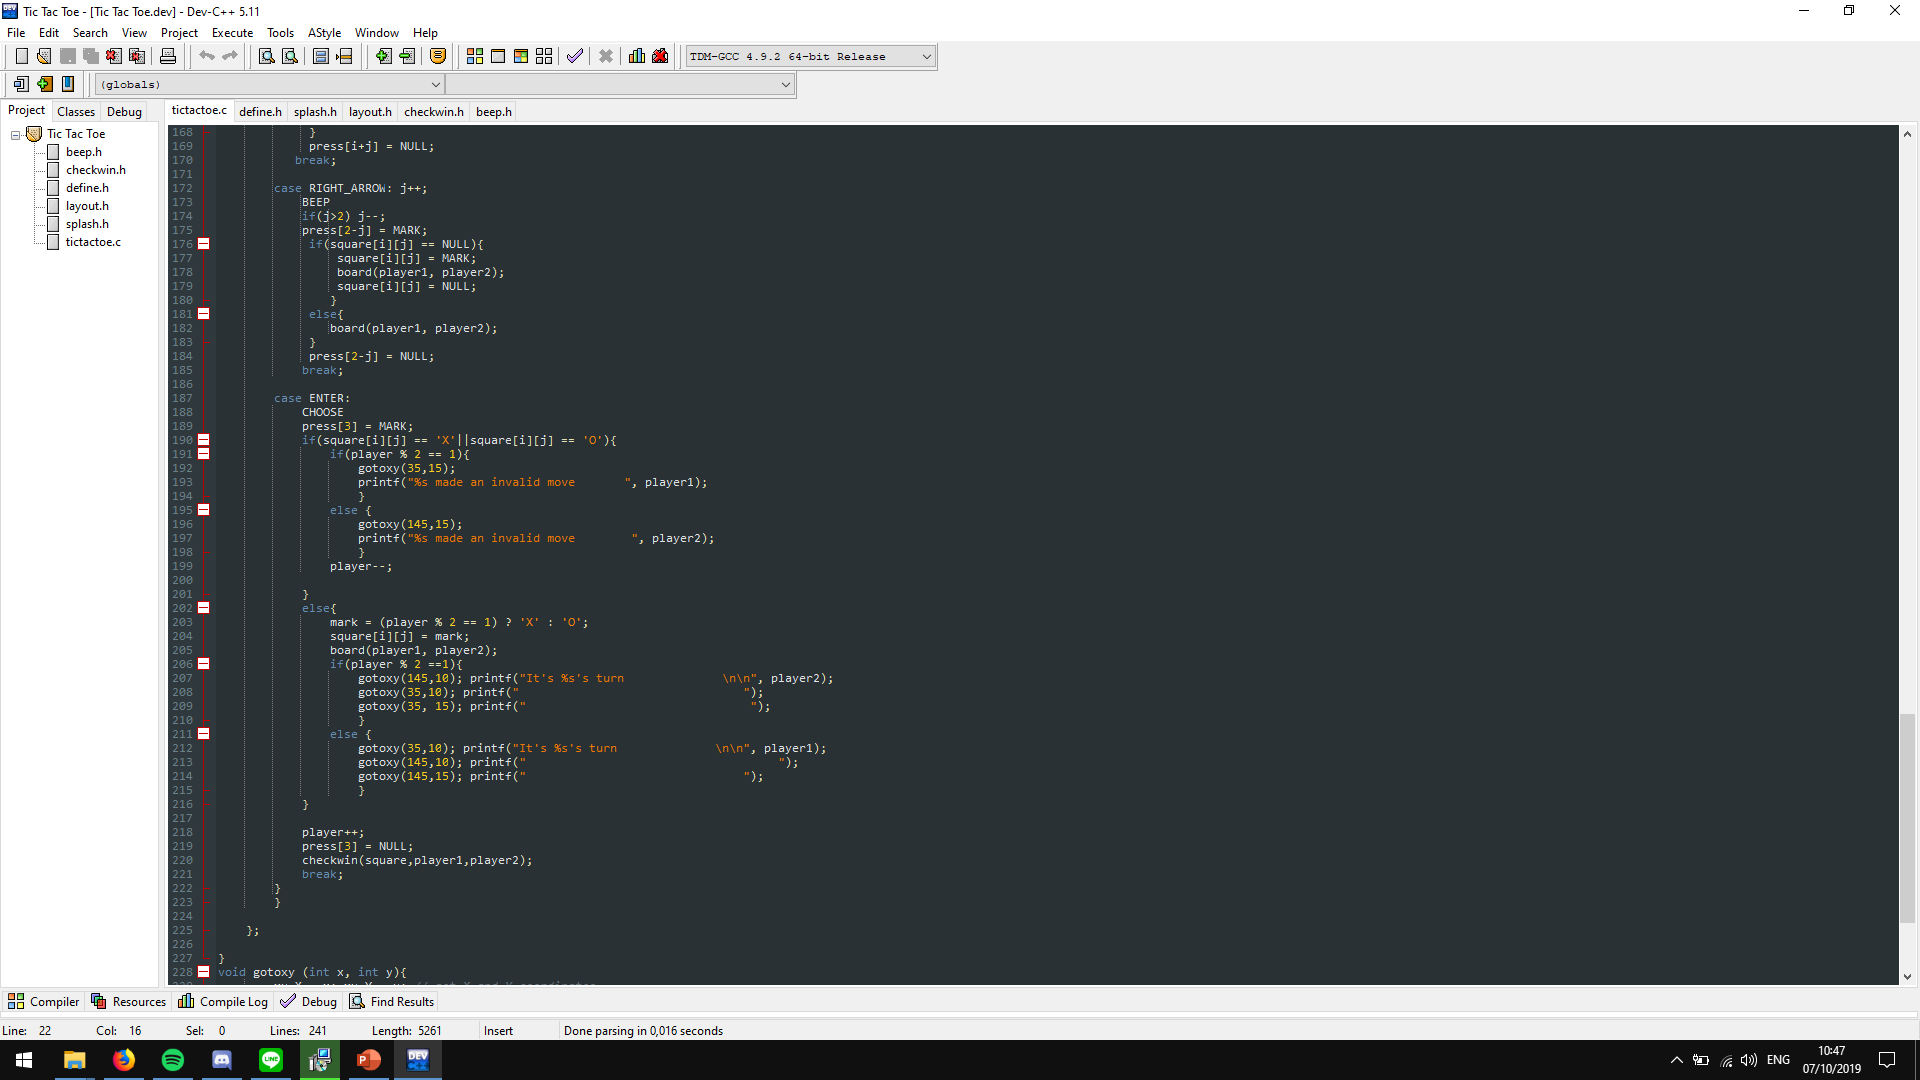 Tic Tac Toe - [Tic Tac Toe.dev] - Dev-C++ 5.11
File Edit Search View Project Execute Tools AStyle Window Help
TDM-GCC 4.9.2 64-bit Release
(globals)
Project Classes Debug
tictactoe.c define.h splash.h layout.h checkwin.h beep.h
Tic Tac Toe
beep.h
checkwin.h
define.h
layout.h
splash.h
tictactoe.c
168 }
169 press[i+j] = NULL;
170 break;
171
172 case RIGHT_ARROW: j++;
173 BEEP
174 if(j>2) j--;
175 press[2-j] = MARK;
176 if(square[i][j] == NULL){
177 square[i][j] = MARK;
178 board(player1, player2);
179 square[i][j] = NULL;
180 }
181 else{
182 board(player1, player2);
183 }
184 press[2-j] = NULL;
185 break;
186
187 case ENTER:
188 CHOOSE
189 press[3] = MARK;
190 if(square[i][j] == 'X'||square[i][j] == 'O'){
191 if(player % 2 == 1){
192 gotoxy(35,15);
193 printf("%s made an invalid move       ", player1);
194 }
195 else {
196 gotoxy(145,15);
197 printf("%s made an invalid move        ", player2);
198 }
199 player--;
200
201 }
202 else{
203 mark = (player % 2 == 1) ? 'X' : 'O';
204 square[i][j] = mark;
205 board(player1, player2);
206 if(player % 2 ==1){
207 gotoxy(145,10); printf("It's %s's turn              \n\n", player2);
208 gotoxy(35,10); printf("                                ");
209 gotoxy(35, 15); printf("                                ");
210 }
211 else {
212 gotoxy(35,10); printf("It's %s's turn              \n\n", player1);
213 gotoxy(145,10); printf("                                    ");
214 gotoxy(145,15); printf("                               ");
215 }
216 }
217
218 player++;
219 press[3] = NULL;
220 checkwin(square,player1,player2);
221 break;
222 }
223 }
224
225 };
226
227 }
228 void gotoxy (int x, int y){
Compiler Resources Compile Log Debug Find Results
Line: 22 Col: 16 Sel: 0 Lines: 241 Length: 5261 Insert Done parsing in 0,016 seconds
ENG
10:47
07/10/2019